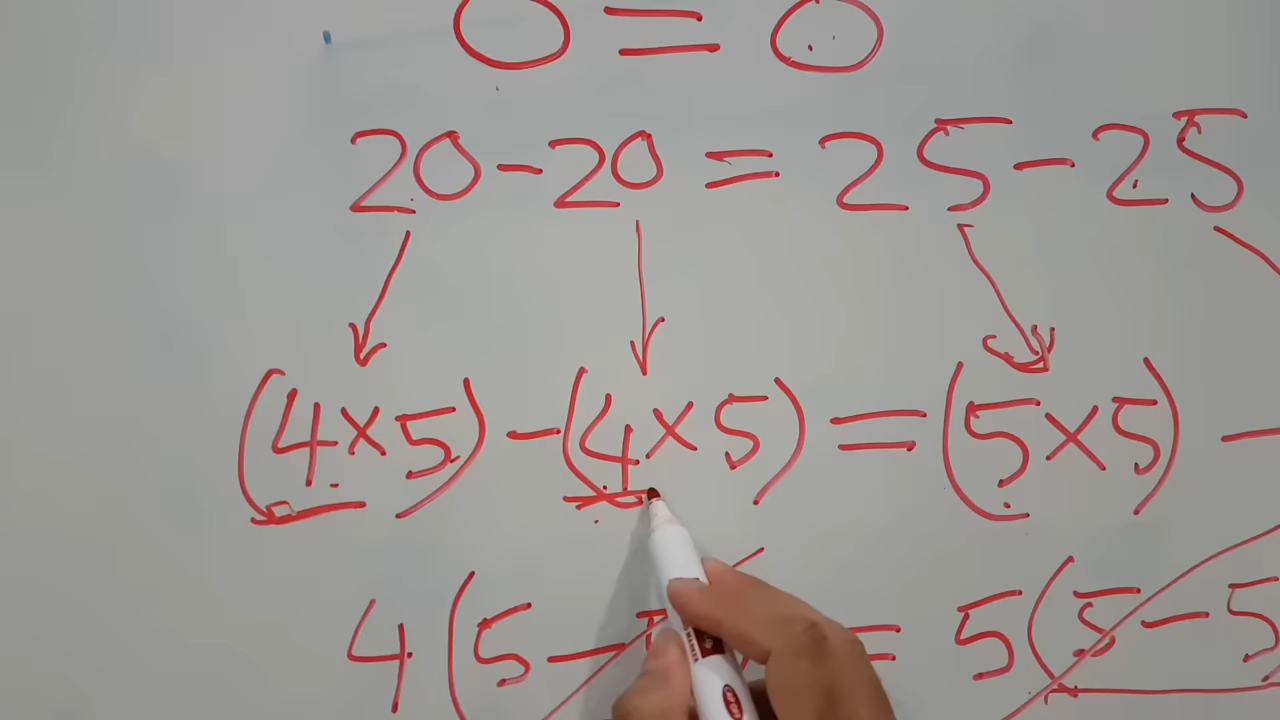 0 = 0
20 - 20 = 25 - 25
(4 × 5) - (4 × 5) = (5 × 5) -
4(5 - = 5(5 - 5